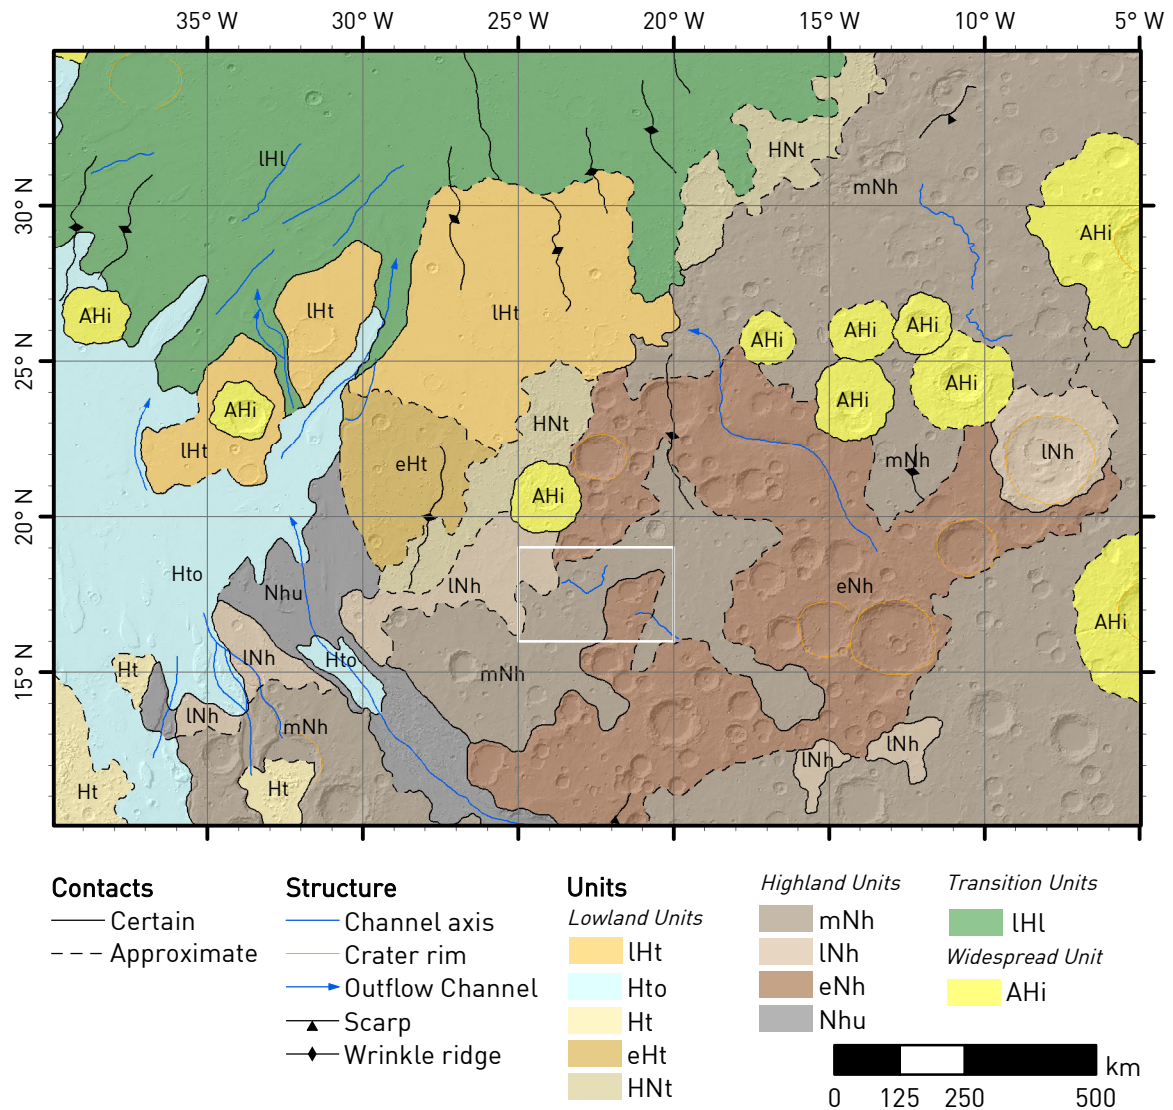 35° W 30° W 25° W 20° W 15° W 10° W 5° W
30° N
25° N
20° N
15° N
lHl
HNt
mNh
AHi
AHi
lHt
lHt
AHi
AHi
AHi
AHi
AHi
AHi
HNt
lHt
eHt
mNh
lNh
AHi
Hto
Nhu
lNh
eNh
AHi
lNh
Hto
Ht
mNh
lNh
mNh
lNh
lNh
Ht
Ht
Contacts
Certain
Approximate
Structure
Channel axis
Crater rim
Outflow Channel
Scarp
Wrinkle ridge
Units
Lowland Units
lHt
Hto
Ht
eHt
HNt
Highland Units
mNh
lNh
eNh
Nhu
Transition Units
lHl
Widespread Unit
AHi
km
0 125 250 500